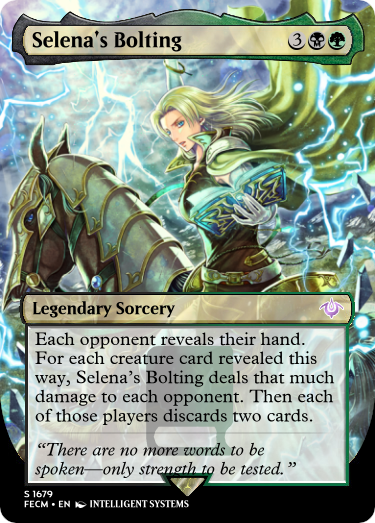 Selena's Bolting 3
Legendary Sorcery
Each opponent reveals their hand.
For each creature card revealed this
way, Selena's Bolting deals that much
damage to each opponent. Then each
of those players discards two cards.
“There are no more words to be
spoken—only strength to be tested.”
S 1679
FECM • EN INTELLIGENT SYSTEMS